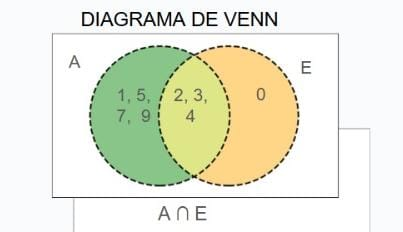 DIAGRAMA DE VENN
A
E
1, 5,
7, 9
2, 3,
4
0
A ∩ E